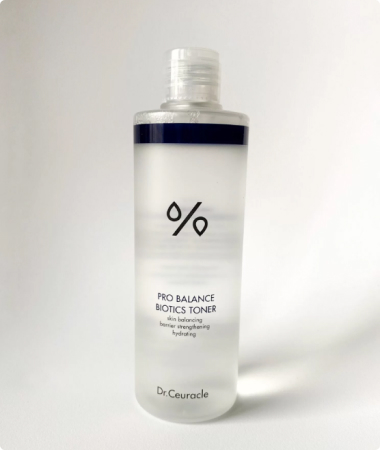 PRO BALANCE
BIOTICS TONER
skin balancing
barrier strengthening
hydrating
Dr.Ceuracle